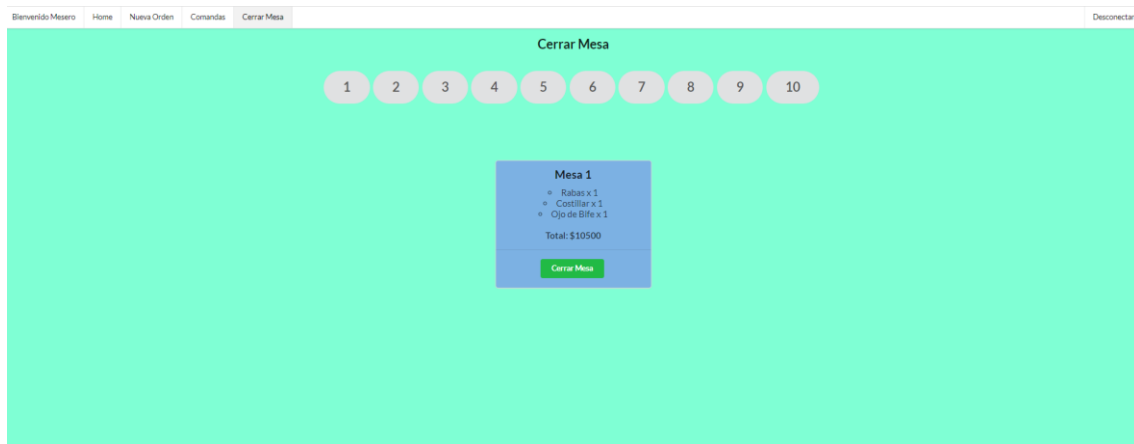 Bienvenido Mesero Home Nueva Orden Comandas Cerrar Mesa Desconectar
Cerrar Mesa
1 2 3 4 5 6 7 8 9 10
Mesa 1
Rabas x 1
Costillar x 1
Ojo de Bife x 1
Total: $10500
Cerrar Mesa